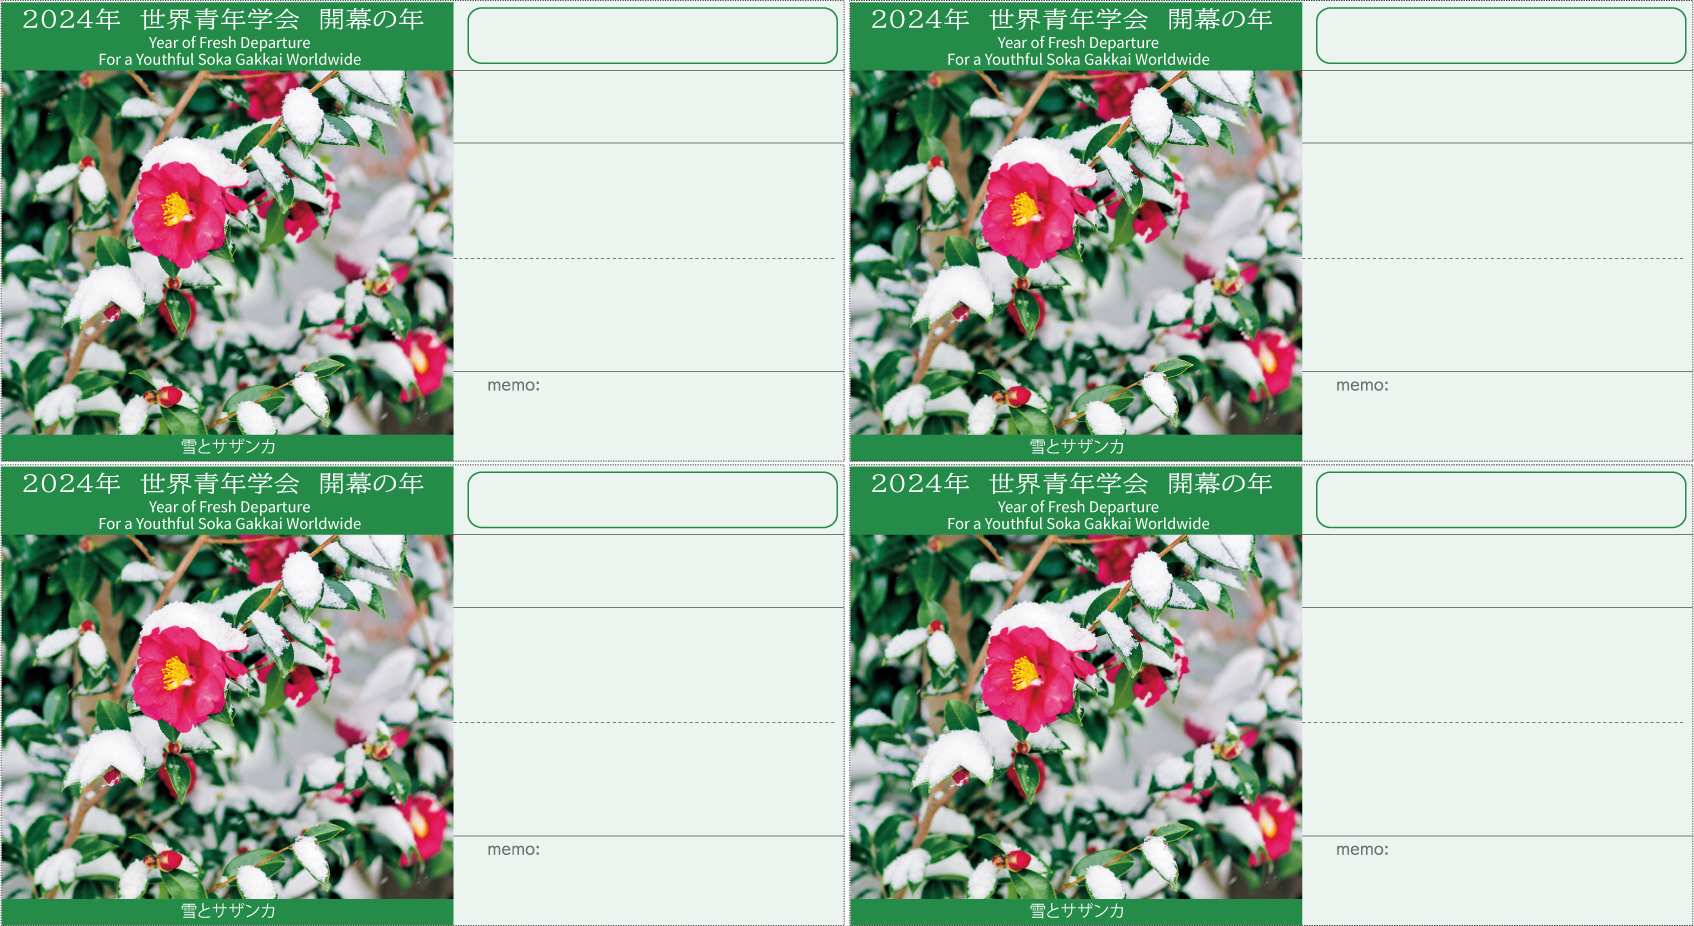 2024年　世界青年学会　開幕の年
Year of Fresh Departure
For a Youthful Soka Gakkai Worldwide
memo:
雪とサザンカ
2024年　世界青年学会　開幕の年
Year of Fresh Departure
For a Youthful Soka Gakkai Worldwide
memo:
雪とサザンカ
2024年　世界青年学会　開幕の年
Year of Fresh Departure
For a Youthful Soka Gakkai Worldwide
memo:
雪とサザンカ
2024年　世界青年学会　開幕の年
Year of Fresh Departure
For a Youthful Soka Gakkai Worldwide
memo:
雪とサザンカ